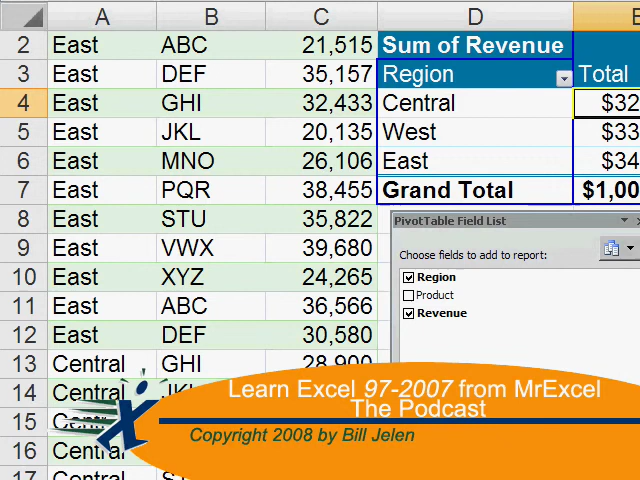 A B C D E
2 East ABC 21,515 Sum of Revenue
3 East DEF 35,157 Region Total
4 East GHI 32,433 Central $32
5 East JKL 20,135 West $33
6 East MNO 26,106 East $34
7 East PQR 38,455 Grand Total $1,00
8 East STU 35,822
9 East VWX 39,680
PivotTable Field List
10 East XYZ 24,265
Choose fields to add to report:
11 East ABC 36,566
Region
Product
12 East DEF 30,580
Revenue
13 Central GHI 28,900
14 Central JKL
15 Central
16 Central
17 Central
Learn Excel 97-2007 from MrExcel
The Podcast
Copyright 2008 by Bill Jelen